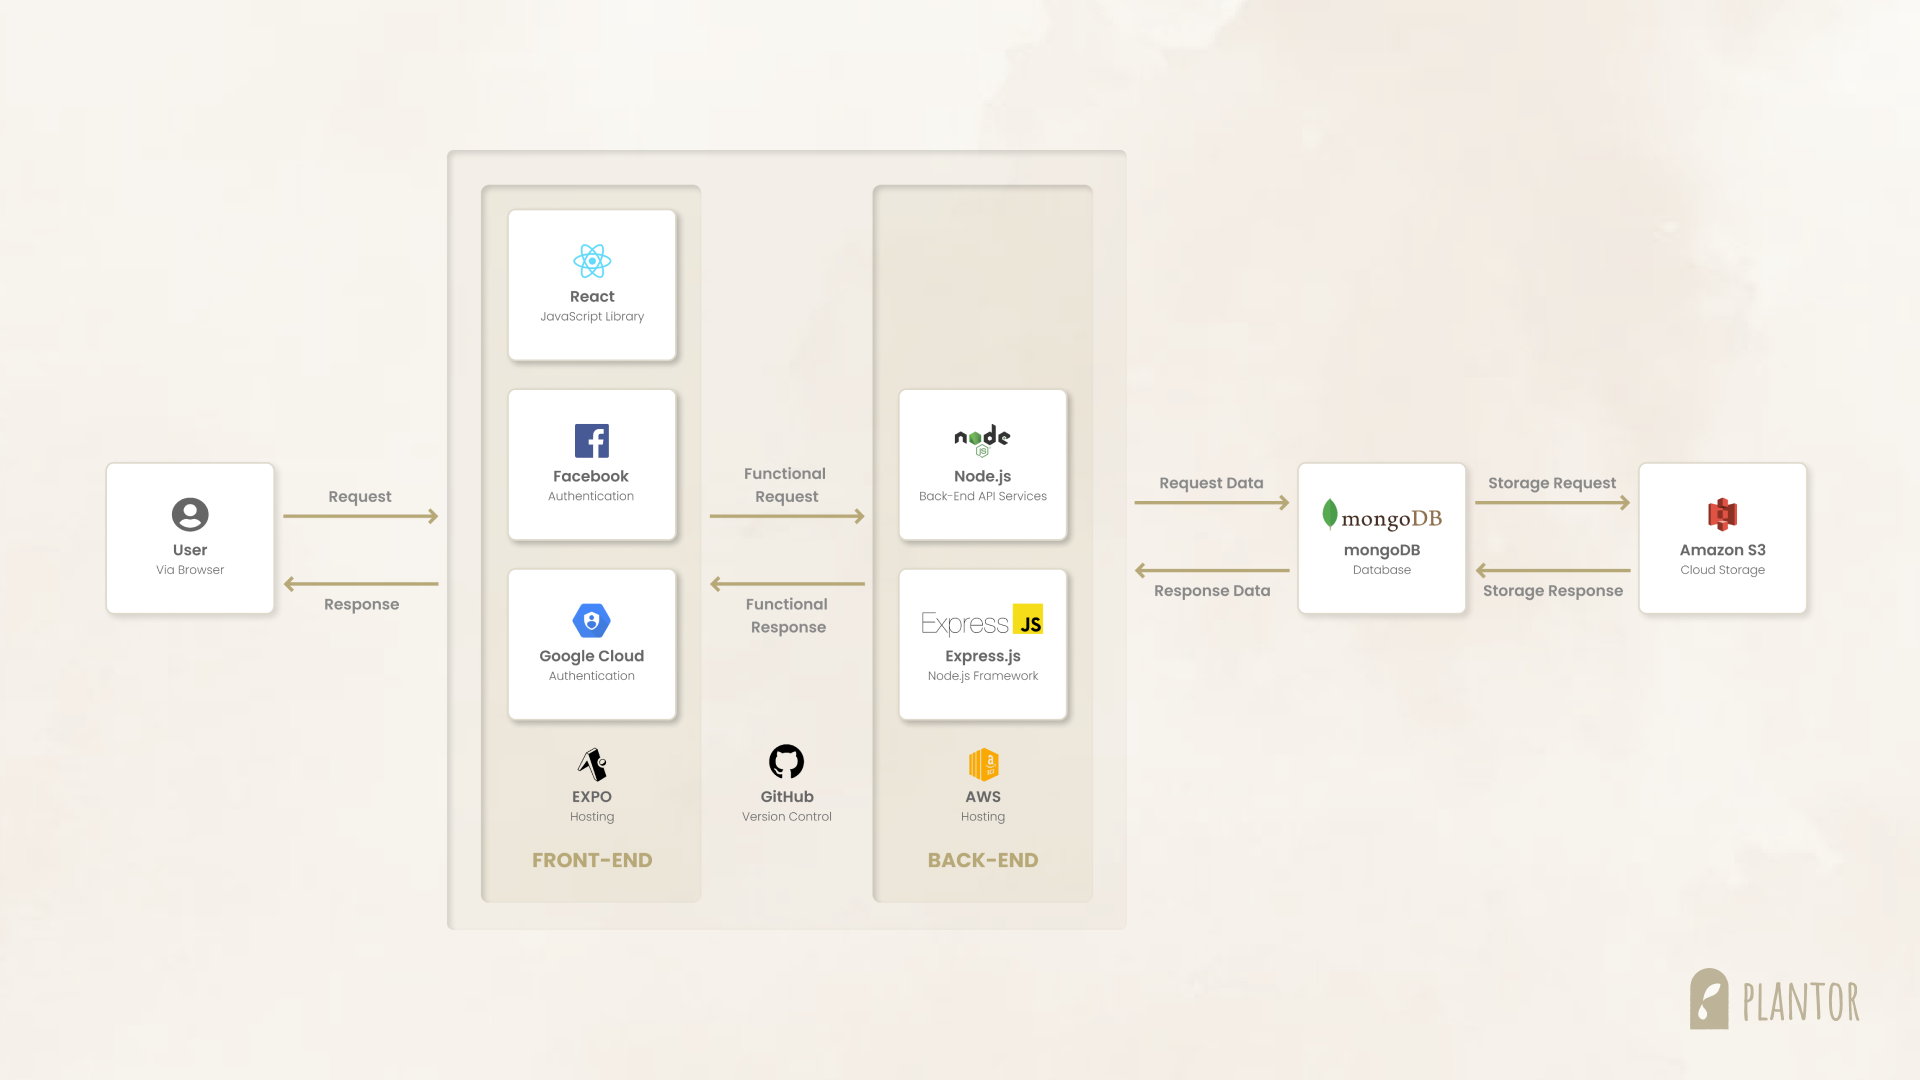 User
Via Browser
Request
Response
React
JavaScript Library
Facebook
Authentication
Google Cloud
Authentication
EXPO
Hosting
FRONT-END
Functional
Request
Functional
Response
GitHub
Version Control
node
JS
Node.js
Back-End API Services
Express JS
Express.js
Node.js Framework
AWS
Hosting
BACK-END
Request Data
Response Data
mongoDB
mongoDB
Database
Storage Request
Storage Response
Amazon S3
Cloud Storage
PLANTOR